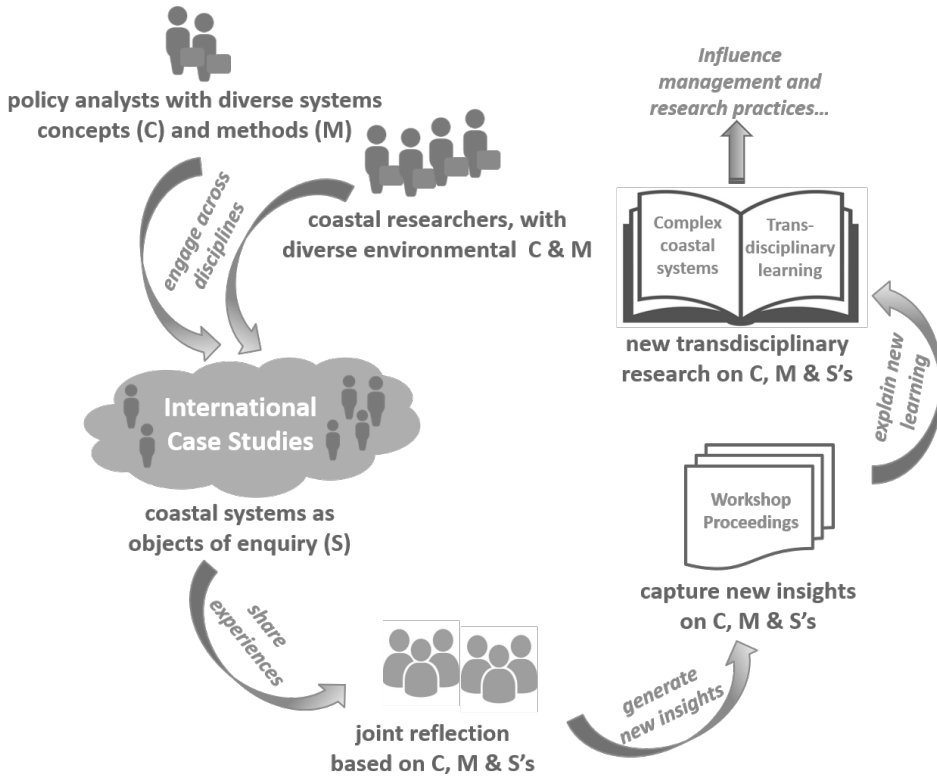 policy analysts with diverse systems
concepts (C) and methods (M)
coastal researchers, with
diverse environmental C & M
engage across
disciplines
International
Case Studies
coastal systems as
objects of enquiry (S)
share
experiences
joint reflection
based on C, M & S's
generate
new insights
Workshop
Proceedings
capture new insights
on C, M & S's
explain new
learning
Complex
coastal
systems
Trans-
disciplinary
learning
new transdisciplinary
research on C, M & S's
Influence
management and
research practices...